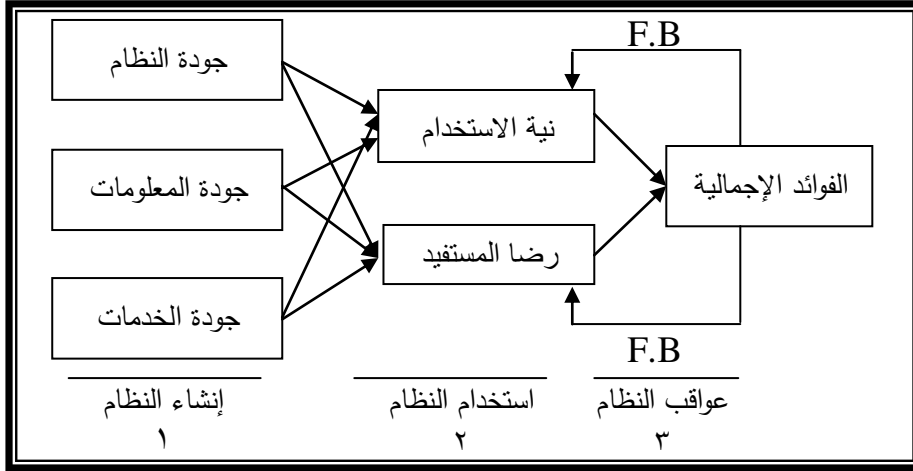 F.B
جودة النظام
نية الاستخدام
الفوائد الإجمالية
جودة المعلومات
رضا المستفيد
جودة الخدمات
F.B
إنشاء النظام
استخدام النظام
عواقب النظام
١
٢
٣